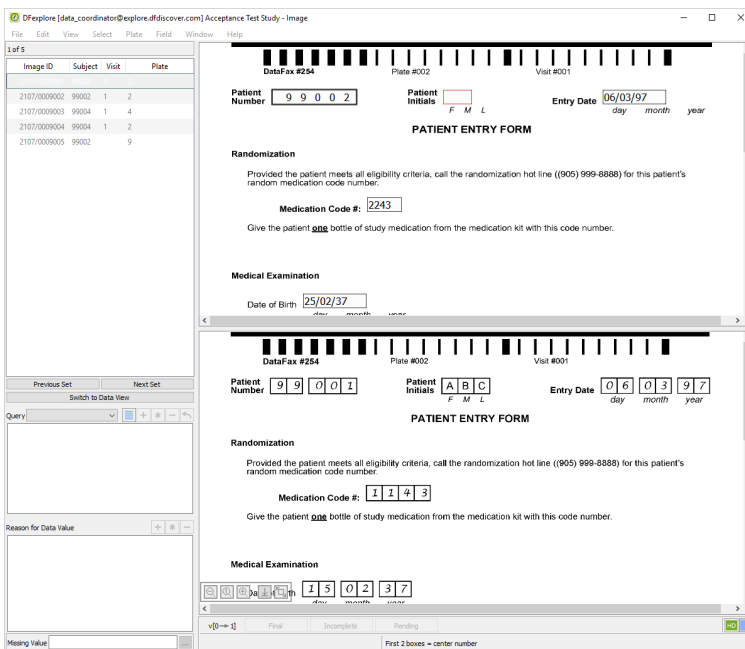 DFexplore [data_coordinator@explore.dfdiscover.com] Acceptance Test Study - Image
File Edit View Select Plate Field Window Help
1 of 5
Image ID Subject Visit Plate
2107/0009002 99002 1 2
2107/0009003 99004 1 4
2107/0009004 99004 1 2
2107/0009005 99002 9
Previous Set Next Set
Switch to Data View
Query
Reason for Data Value
Missing Value
DataFax #254 Plate #002 Visit #001
Patient Number 9 9 0 0 2 Patient Initials F M L Entry Date 06/03/97 day month year
PATIENT ENTRY FORM
Randomization
Provided the patient meets all eligibility criteria, call the randomization hot line ((905) 999-8888) for this patient's
random medication code number.
Medication Code #: 2243
Give the patient one bottle of study medication from the medication kit with this code number.
Medical Examination
Date of Birth 25/02/37
day month year
DataFax #254 Plate #002 Visit #001
Patient Number 9 9 0 0 1 Patient Initials A B C F M L Entry Date 0 6 0 3 9 7 day month year
PATIENT ENTRY FORM
Randomization
Provided the patient meets all eligibility criteria, call the randomization hot line ((905) 999-8888) for this patient's
random medication code number.
Medication Code #: 1 1 4 3
Give the patient one bottle of study medication from the medication kit with this code number.
Medical Examination
1 5 0 2 3 7
day month year
v[0→1] Final Incomplete Pending HD
First 2 boxes = center number